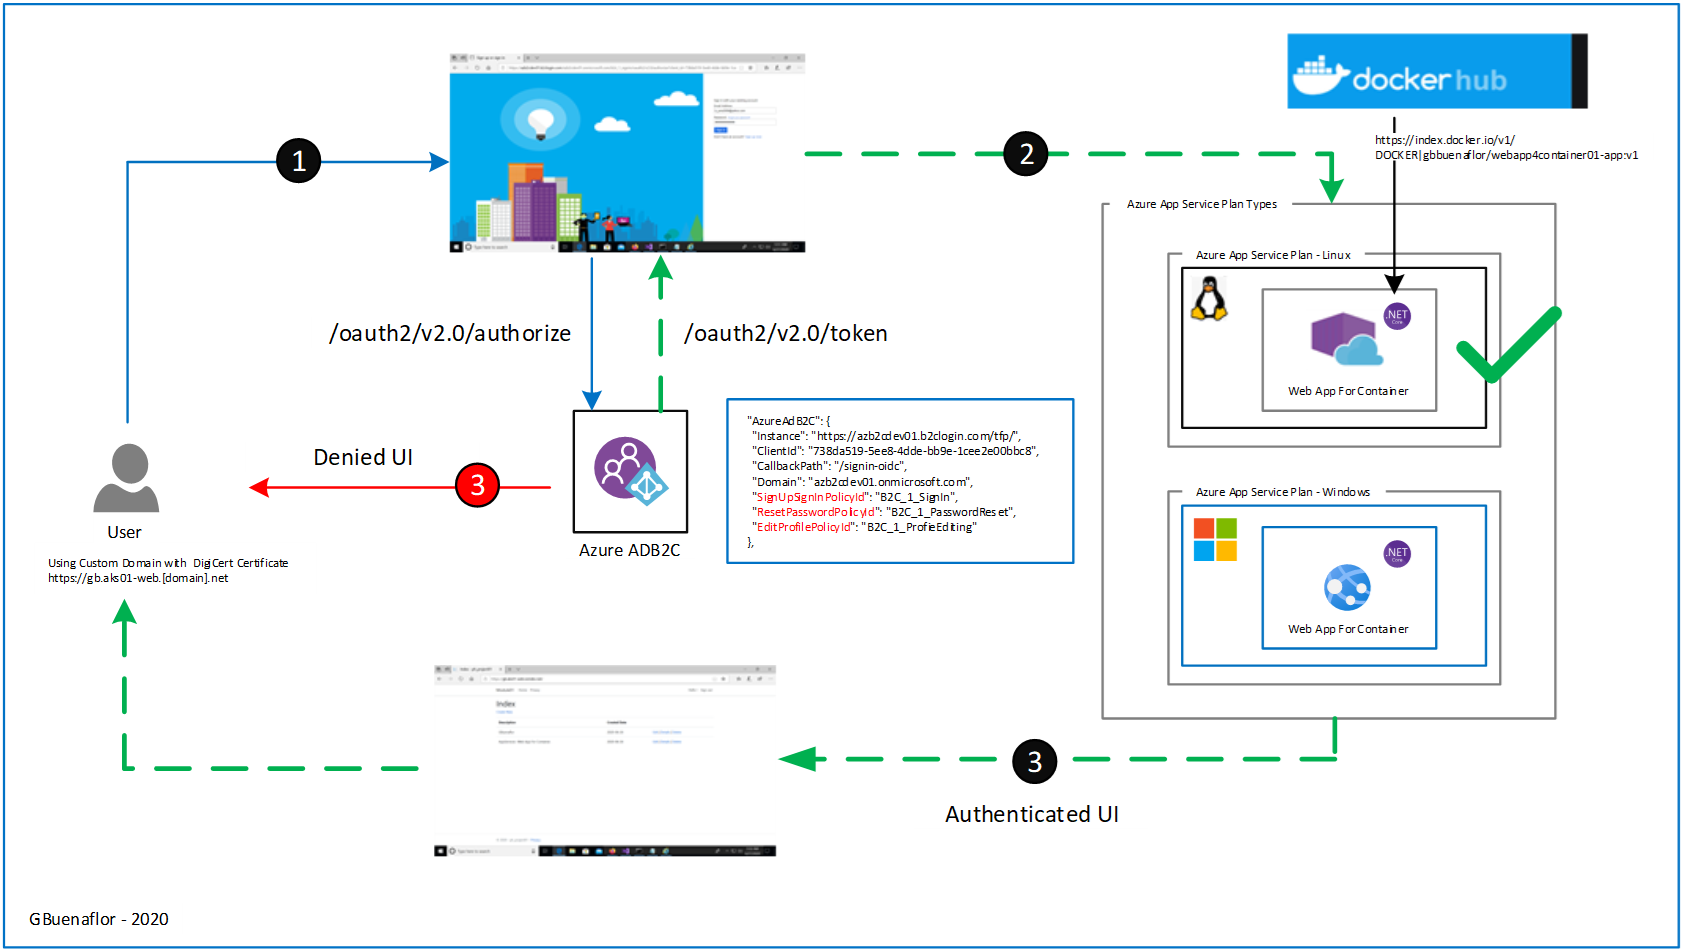 1
2
docker hub
https://index.docker.io/v1/
DOCKER|gbbuenaflor/webapp4container01-app:v1
Azure App Service Plan Types
Azure App Service Plan - Linux
.NET
Core
Web App For Container
/oauth2/v2.0/authorize
/oauth2/v2.0/token
"AzureAdB2C": {
"Instance": "https://azb2cdev01.b2clogin.com/tfp/",
"ClientId": "738da519-5ee8-4dde-bb9e-1cee2e00bbc8",
"CallbackPath": "/signin-oidc",
"Domain": "azb2cdev01.onmicrosoft.com",
"SignUpSignInPolicyId": "B2C_1_SignIn",
"ResetPasswordPolicyId": "B2C_1_PasswordReset",
"EditProfilePolicyId": "B2C_1_ProfieEditing"
},
Denied UI
3
Azure ADB2C
User
Using Custom Domain with DigiCert Certificate
https://gb.aks01-web.[domain].net
Azure App Service Plan - Windows
.NET
Core
Web App For Container
Index
3
Authenticated UI
GBuenaflor - 2020